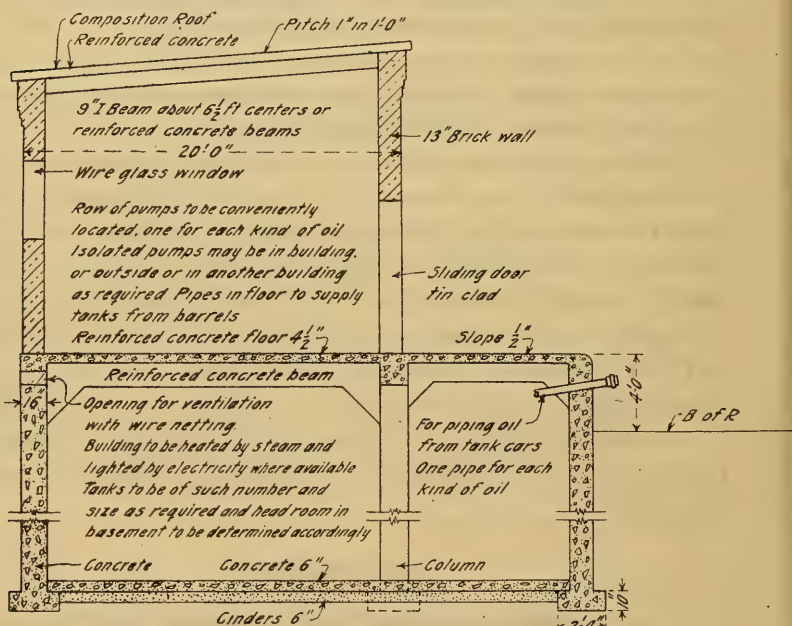 Composition Roof
Reinforced concrete
Pitch 1" in 1'-0"
9" I Beam about 6 1/2 ft centers or
reinforced concrete beams
20'-0"
13" Brick wall
Wire glass window
Row of pumps to be conveniently
located, one for each kind of oil
Isolated pumps may be in building,
or outside or in another building
as required Pipes in floor to supply
tanks from barrels
Reinforced concrete floor 4 1/2"
Sliding door
tin clad
Slope 1/2"
Reinforced concrete beam
4'-0"
16"
Opening for ventilation
with wire netting.
Building to be heated by steam and
lighted by electricity where available
Tanks to be of such number and
size as required and head room in
basement to be determined accordingly
For piping oil
from tank cars
One pipe for each
kind of oil
B of R
Concrete
Concrete 6"
Column
Cinders 6"
10"
2'-0"